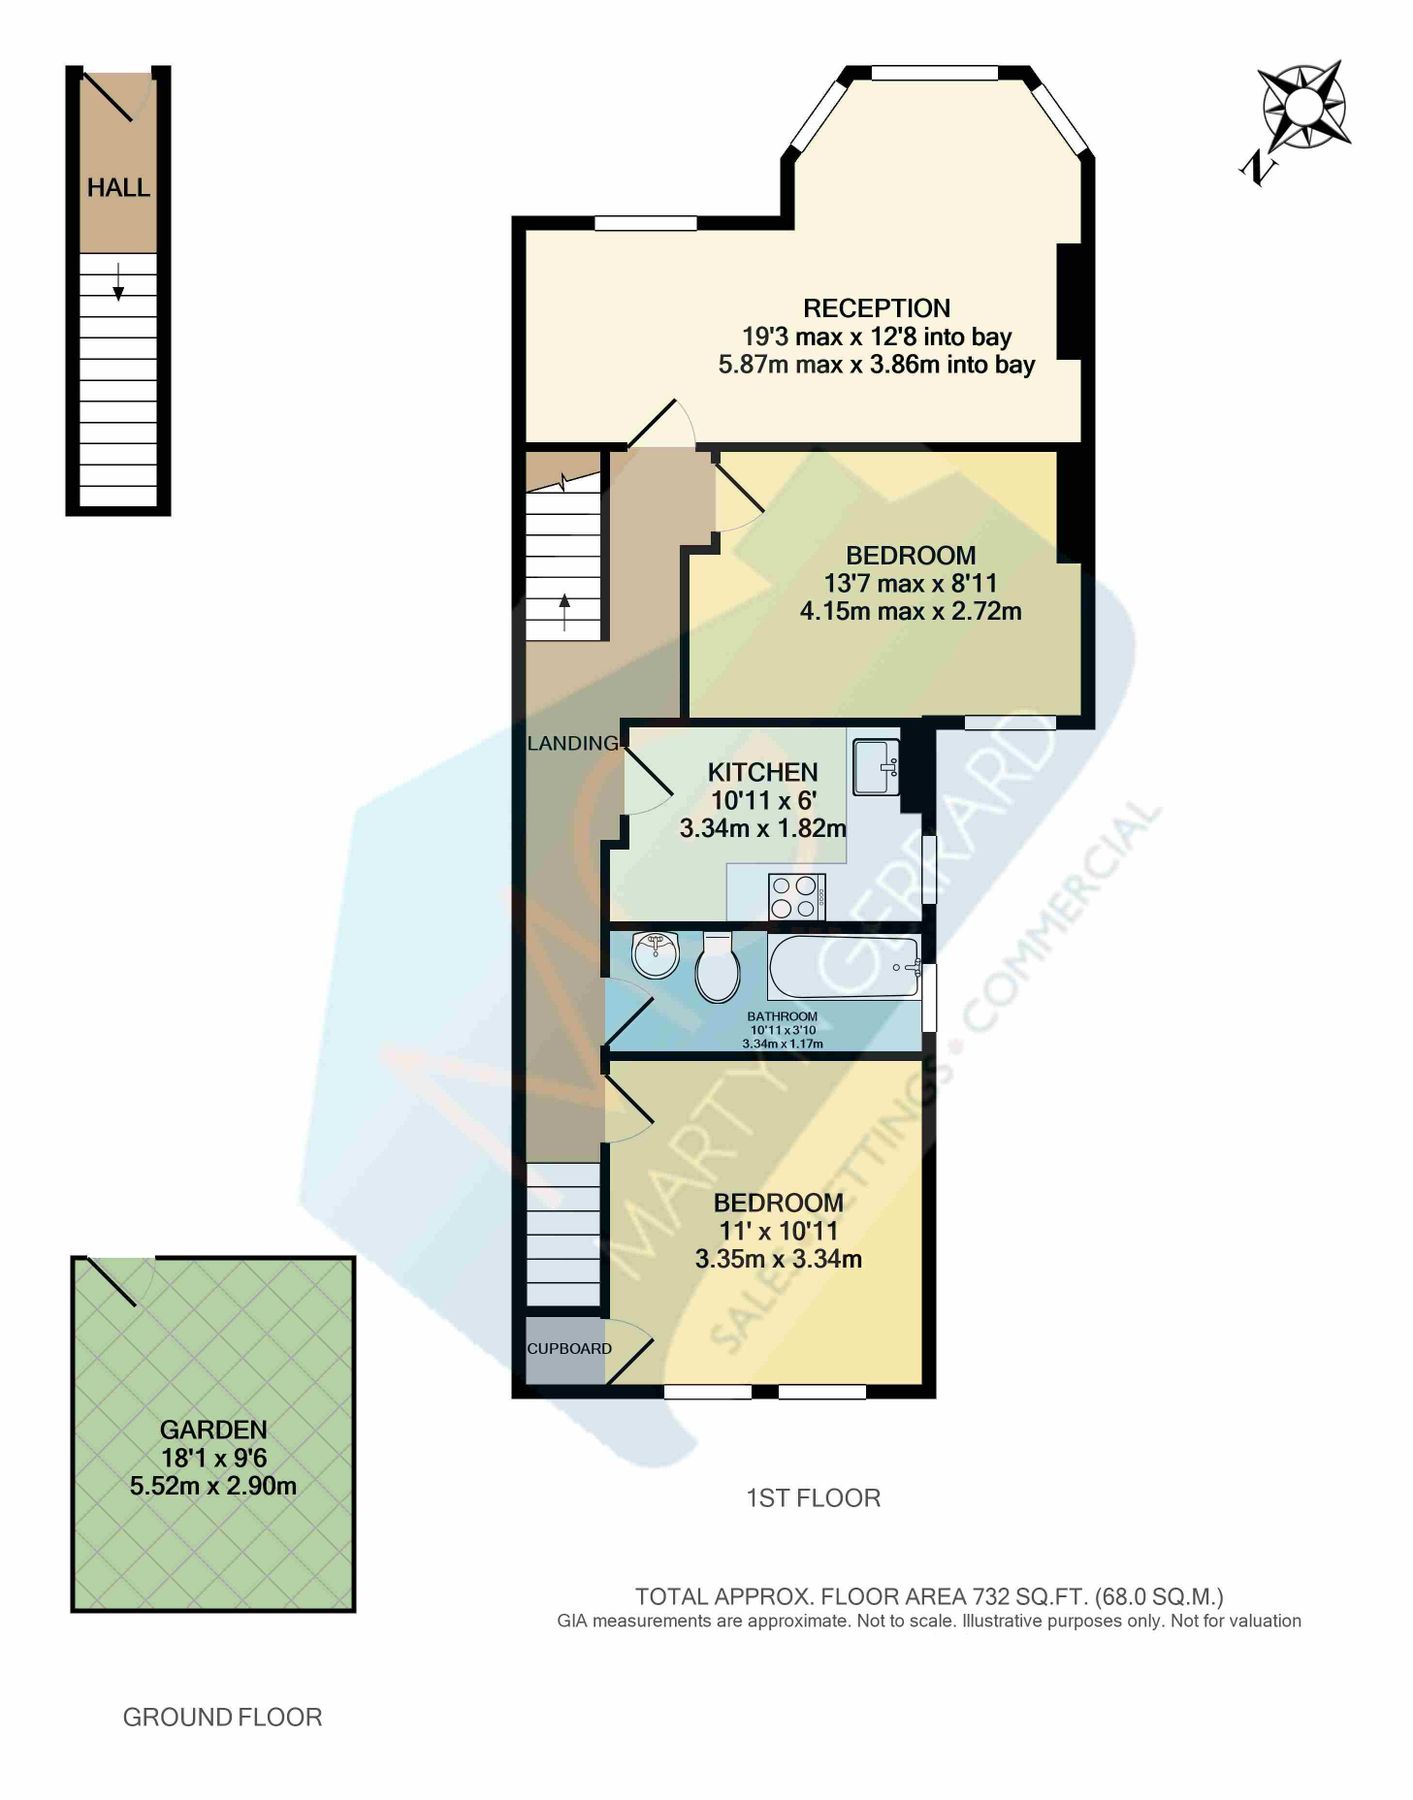 N
HALL
RECEPTION
19'3 max x 12'8 into bay
5.87m max x 3.86m into bay
BEDROOM
13'7 max x 8'11
4.15m max x 2.72m
LANDING
KITCHEN
10'11 x 6'
3.34m x 1.82m
BATHROOM
10'11 x 3'10
3.34m x 1.17m
BEDROOM
11' x 10'11
3.35m x 3.34m
CUPBOARD
MARTYN GERRARD
SALES LETTINGS • COMMERCIAL
GARDEN
18'1 x 9'6
5.52m x 2.90m
1ST FLOOR
TOTAL APPROX. FLOOR AREA 732 SQ.FT. (68.0 SQ.M.)
GIA measurements are approximate. Not to scale. Illustrative purposes only. Not for valuation
GROUND FLOOR